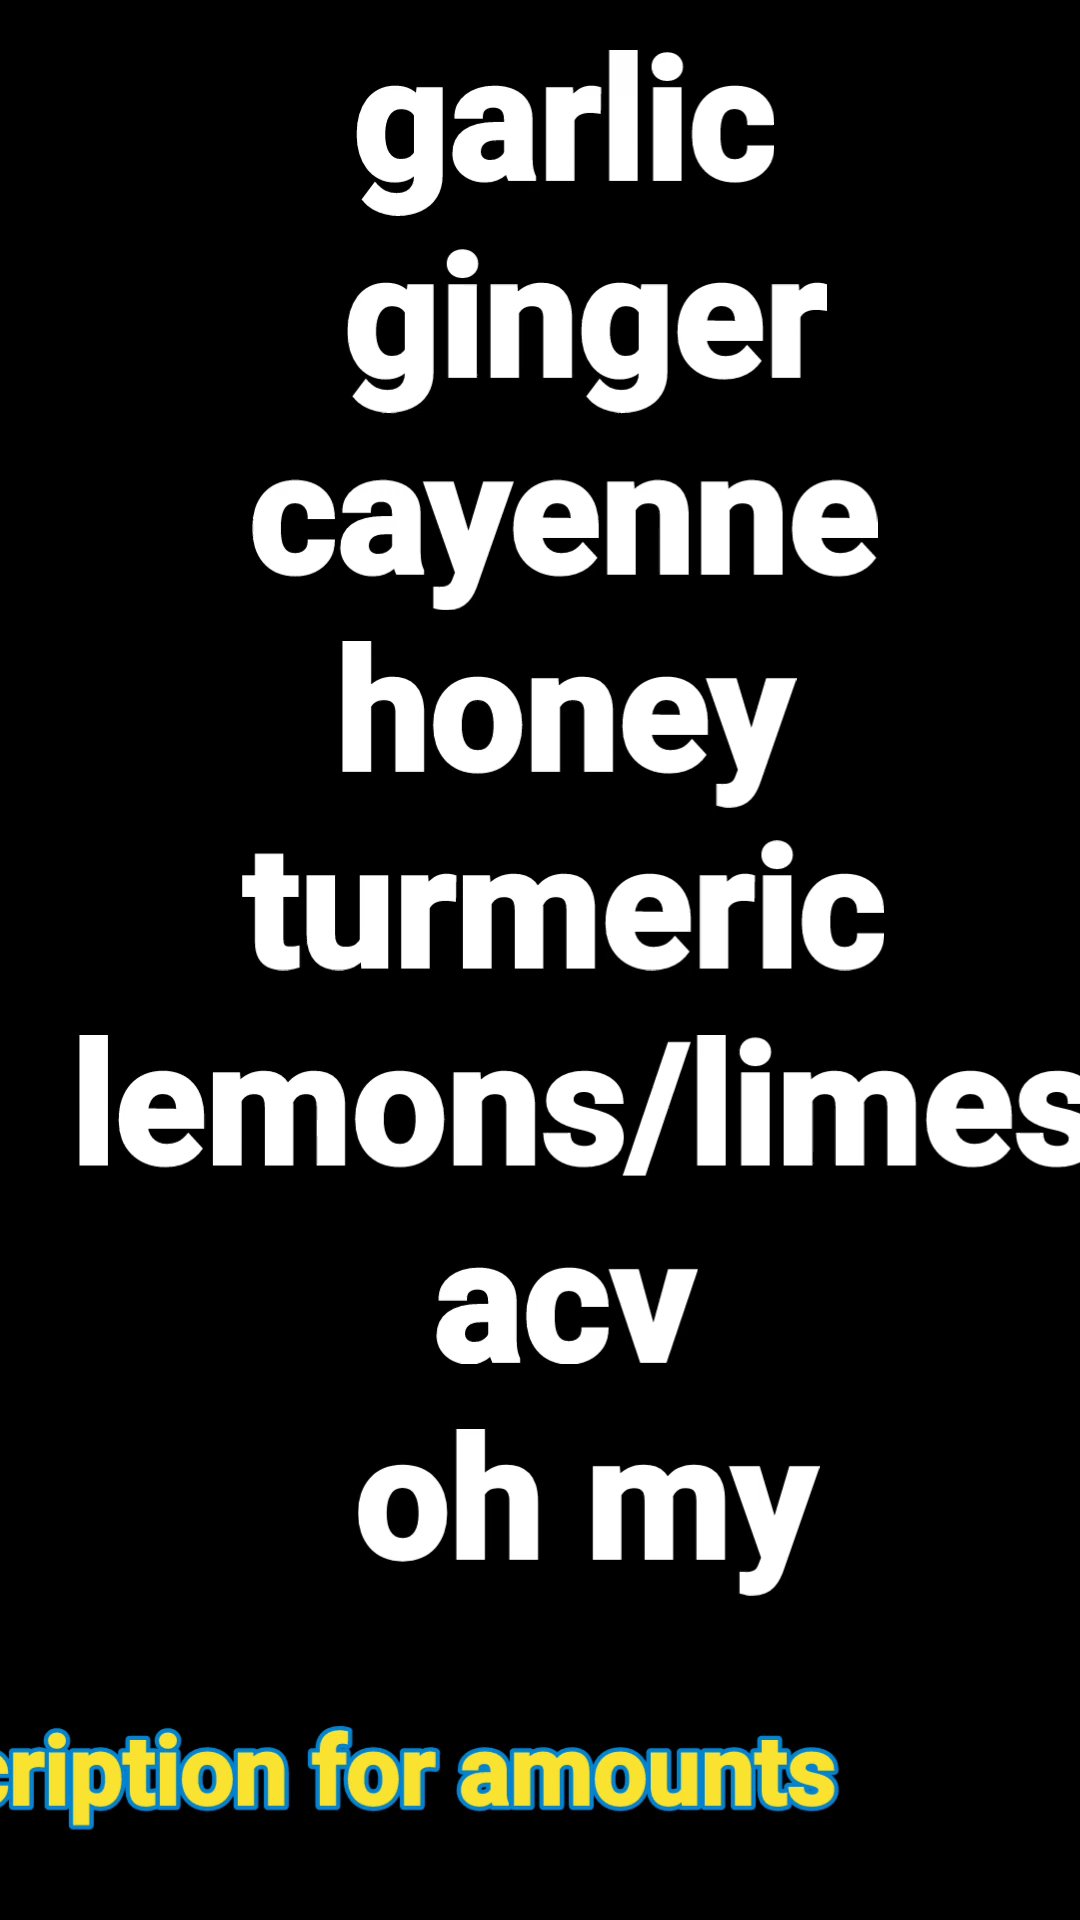 garlic
ginger
cayenne
honey
turmeric
lemons/limes
acv
oh my
cription for amounts